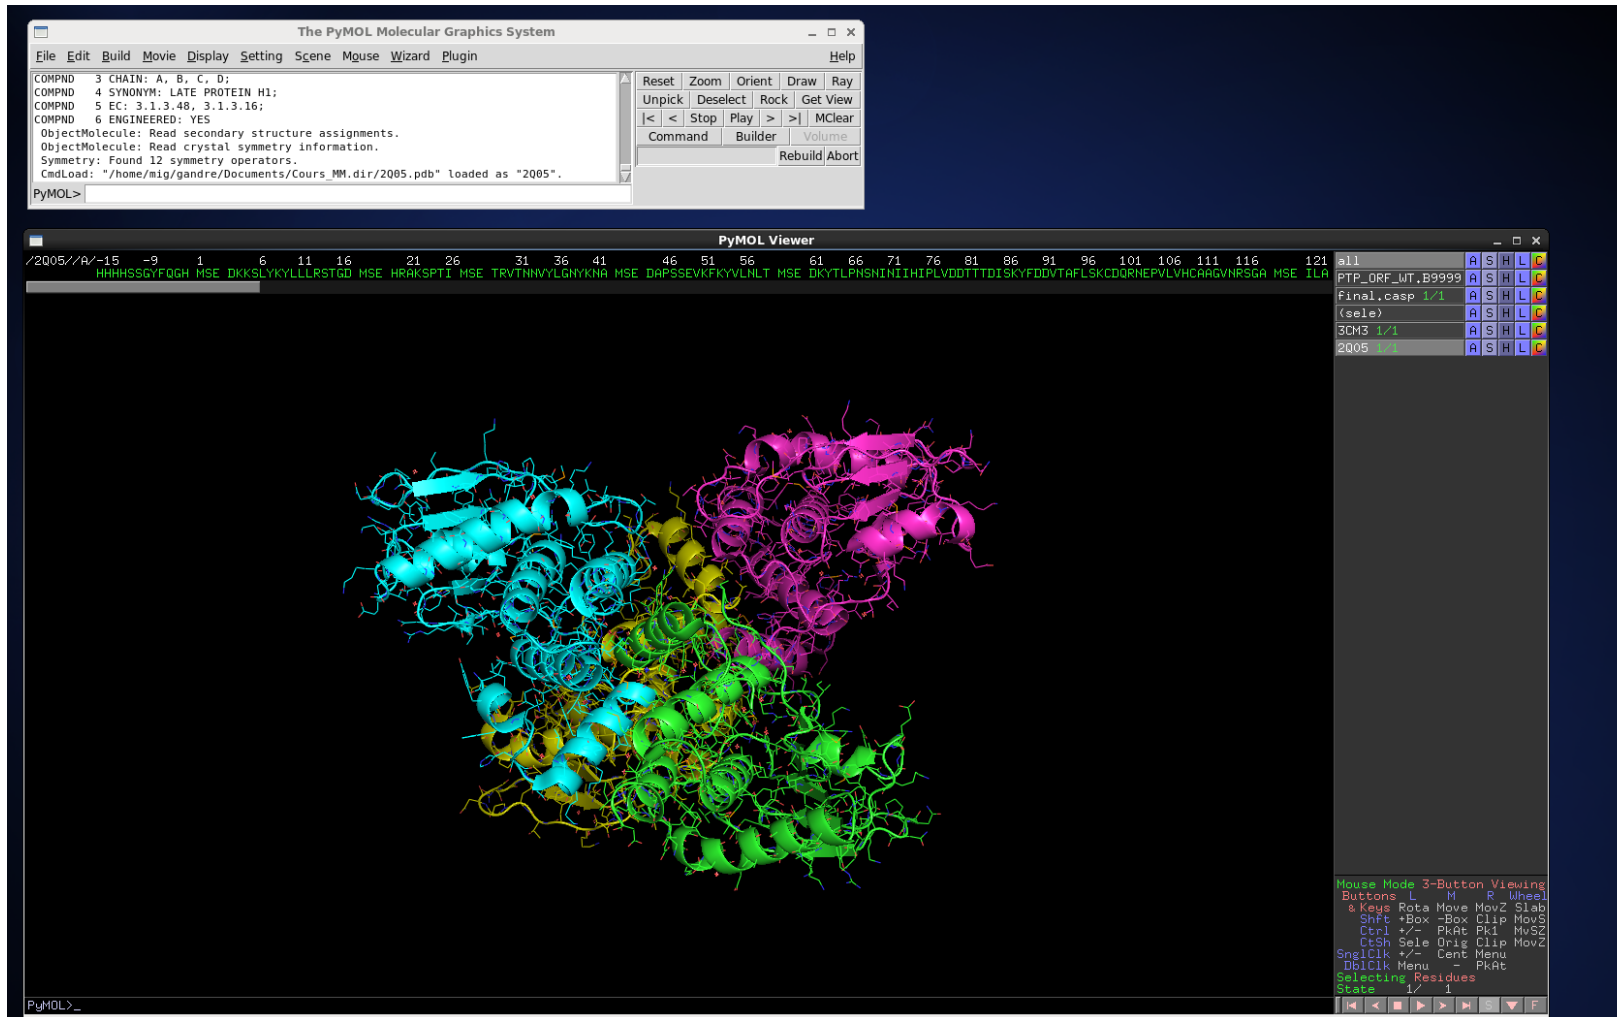 The PyMOL Molecular Graphics System
File Edit Build Movie Display Setting Scene Mouse Wizard Plugin Help
COMPND   3 CHAIN: A, B, C, D;
COMPND   4 SYNONYM: LATE PROTEIN H1;
COMPND   5 EC: 3.1.3.48, 3.1.3.16;
COMPND   6 ENGINEERED: YES
ObjectMolecule: Read secondary structure assignments.
ObjectMolecule: Read crystal symmetry information.
Symmetry: Found 12 symmetry operators.
CmdLoad: "/home/mig/gandre/Documents/Cours_MM.dir/2Q05.pdb" loaded as "2Q05".
PyMOL>
Reset Zoom Orient Draw Ray
Unpick Deselect Rock Get View
|< < Stop Play > >| MClear
Command Builder Volume
Rebuild Abort
PyMOL Viewer
/2Q05//A/-15 -9 1 6 11 16 21 26 31 36 41 46 51 56 61 66 71 76 81 86 91 96 101 106 111 116 121
HHHHSSGYFQGH MSE DKKSLYKYLLLRSTGD MSE HRAKSPTI MSE TRVTNNVYLGNYKNA MSE DAPSSEVKFKYVLNLT MSE DKYTLPNSNINIIHIPLVDDTTTDISKYFDDVTAFLSKCDQRNEPVLVHCAAGVNRSGA MSE ILA
all A S H L C
PTP_ORF_WT.B9999 A S H L C
final.casp 1/1 A S H L C
(sele) A S H L C
3CM3 1/1 A S H L C
2Q05 1/1 A S H L C
Mouse Mode 3-Button Viewing
Buttons L M R Wheel
& Keys Rota Move MovZ Slab
Shft +Box -Box Clip MovS
Ctrl +/- PkAt Pk1 MvSZ
CtSh Sele Orig Clip MovZ
SnglClk +/- Cent Menu
DblClk Menu - PkAt
Selecting Residues
State 1/ 1
S F
PyMOL>_